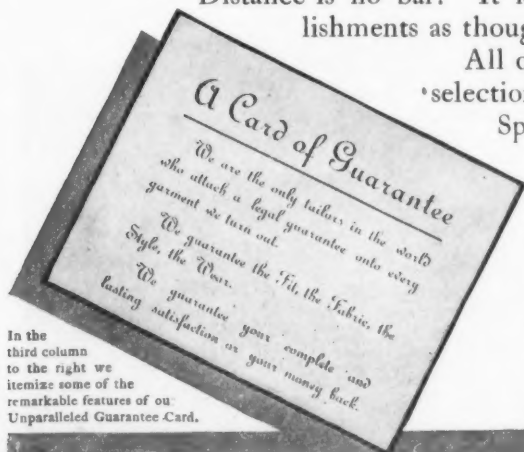 Distance is no bar. It
lishments as thoug
All o
selection
Sp
A Card of Guarantee
We are the only tailors in the world
who attach a legal guarantee onto every
garment we turn out.
We guarantee the Fit, the Fabric, the
Style, the Wear.
We guarantee your complete and
lasting satisfaction or your money back.
In the
third column
to the right we
itemize some of the
remarkable features of ou
Unparalleled Guarantee Card.